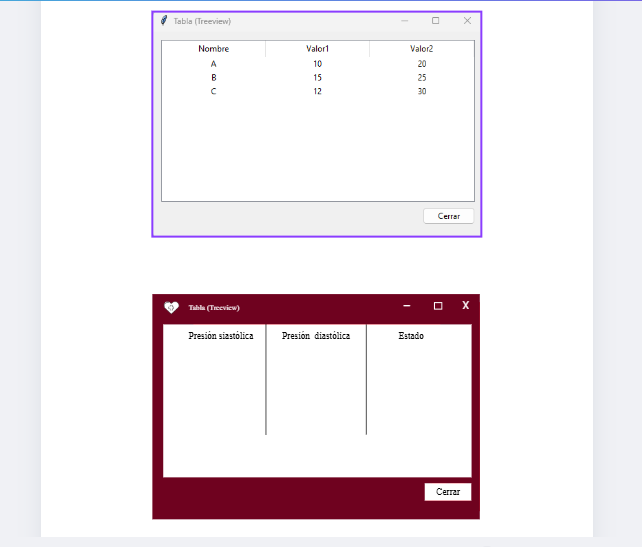 Tabla (Treeview)
Nombre Valor1 Valor2
A 10 20
B 15 25
C 12 30
Cerrar
Tabla (Treeview) X
Presión siastólica Presión diastólica Estado
Cerrar